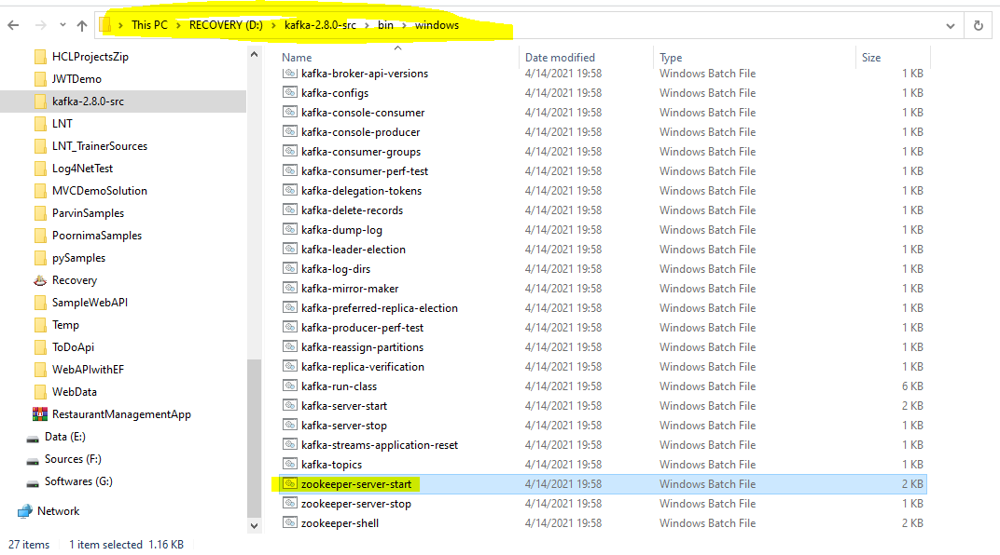 This PC > RECOVERY (D:) > kafka-2.8.0-src > bin > windows
HCLProjectsZip
JWTDemo
kafka-2.8.0-src
LNT
LNT_TrainerSources
Log4NetTest
MVCDemoSolution
ParvinSamples
PoornimaSamples
pySamples
Recovery
SampleWebAPI
Temp
ToDoApi
WebAPIwithEF
WebData
RestaurantManagementApp
Data (E:)
Sources (F:)
Softwares (G:)
Network
Name Date modified Type Size
kafka-broker-api-versions 4/14/2021 19:58 Windows Batch File 1 KB
kafka-configs 4/14/2021 19:58 Windows Batch File 1 KB
kafka-console-consumer 4/14/2021 19:58 Windows Batch File 1 KB
kafka-console-producer 4/14/2021 19:58 Windows Batch File 1 KB
kafka-consumer-groups 4/14/2021 19:58 Windows Batch File 1 KB
kafka-consumer-perf-test 4/14/2021 19:58 Windows Batch File 1 KB
kafka-delegation-tokens 4/14/2021 19:58 Windows Batch File 1 KB
kafka-delete-records 4/14/2021 19:58 Windows Batch File 1 KB
kafka-dump-log 4/14/2021 19:58 Windows Batch File 1 KB
kafka-leader-election 4/14/2021 19:58 Windows Batch File 1 KB
kafka-log-dirs 4/14/2021 19:58 Windows Batch File 1 KB
kafka-mirror-maker 4/14/2021 19:58 Windows Batch File 1 KB
kafka-preferred-replica-election 4/14/2021 19:58 Windows Batch File 1 KB
kafka-producer-perf-test 4/14/2021 19:58 Windows Batch File 1 KB
kafka-reassign-partitions 4/14/2021 19:58 Windows Batch File 1 KB
kafka-replica-verification 4/14/2021 19:58 Windows Batch File 1 KB
kafka-run-class 4/14/2021 19:58 Windows Batch File 6 KB
kafka-server-start 4/14/2021 19:58 Windows Batch File 2 KB
kafka-server-stop 4/14/2021 19:58 Windows Batch File 1 KB
kafka-streams-application-reset 4/14/2021 19:58 Windows Batch File 1 KB
kafka-topics 4/14/2021 19:58 Windows Batch File 1 KB
zookeeper-server-start 4/14/2021 19:58 Windows Batch File 2 KB
zookeeper-server-stop 4/14/2021 19:58 Windows Batch File 1 KB
zookeeper-shell 4/14/2021 19:58 Windows Batch File 2 KB
27 items 1 item selected 1.16 KB